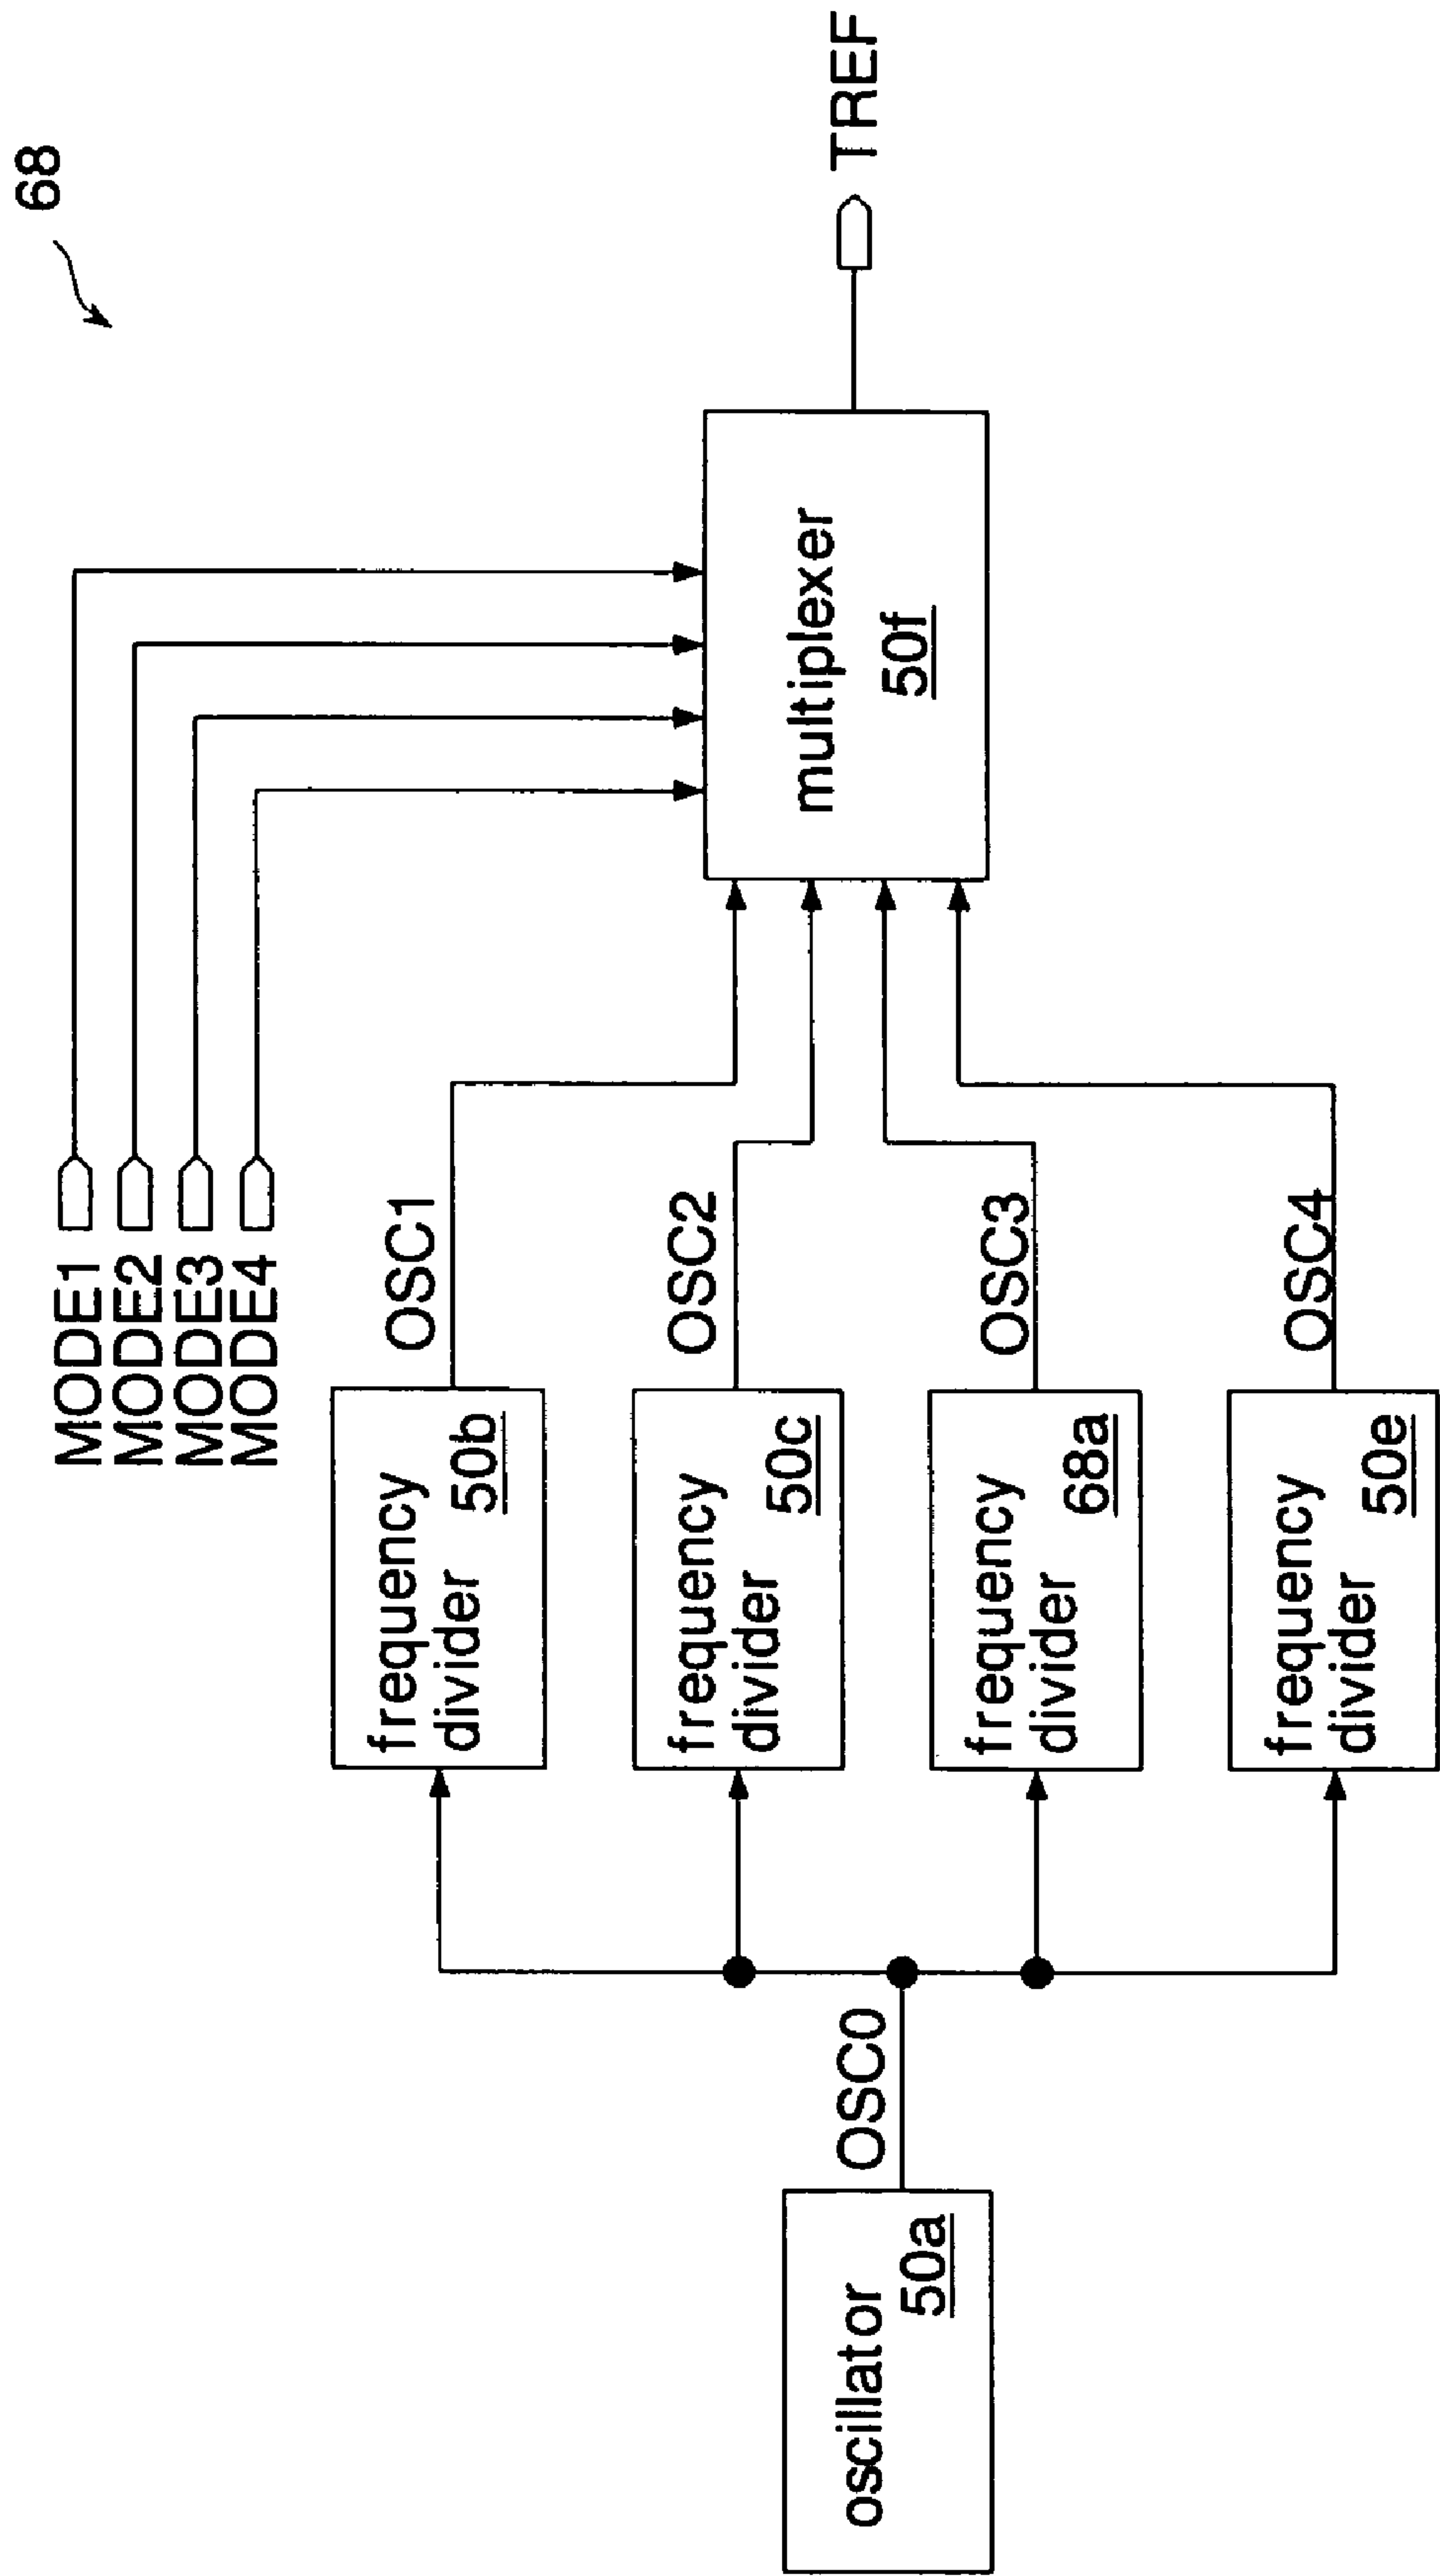 68
MODE1
MODE2
MODE3
MODE4
OSC1
frequency
divider
50b
OSC2
frequency
divider
50c
OSC3
frequency
divider
68a
OSC4
frequency
divider
50e
oscillator
50a
OSC0
multiplexer
50f
TREF